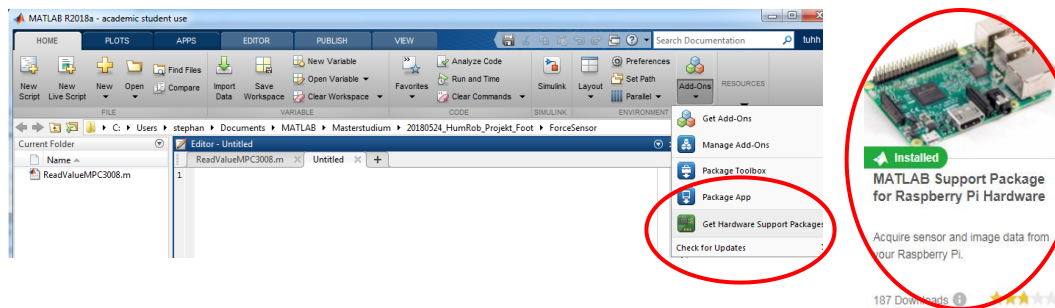 MATLAB R2018a - academic student use
HOME PLOTS APPS EDITOR PUBLISH VIEW Search Documentation tuhh
New Script
New Live Script
New
Open
Find Files
Compare
Import Data
Save Workspace
New Variable
Open Variable
Clear Workspace
Favorites
Analyze Code
Run and Time
Clear Commands
Simulink
Layout
Preferences
Set Path
Parallel
Add-Ons
RESOURCES
FILE VARIABLE CODE SIMULINK ENVIRONMENT
C: Users stephan Documents MATLAB Masterstudium 20180524_HumRob_Projekt_Foot ForceSensor
Current Folder
Name
ReadValueMPC3008.m
Editor - Untitled
ReadValueMPC3008.m Untitled +
1
Get Add-Ons
Manage Add-Ons
Package Toolbox
Package App
Get Hardware Support Packages
Check for Updates
Installed
MATLAB Support Package
for Raspberry Pi Hardware
Acquire sensor and image data from
your Raspberry Pi.
187 Downloads